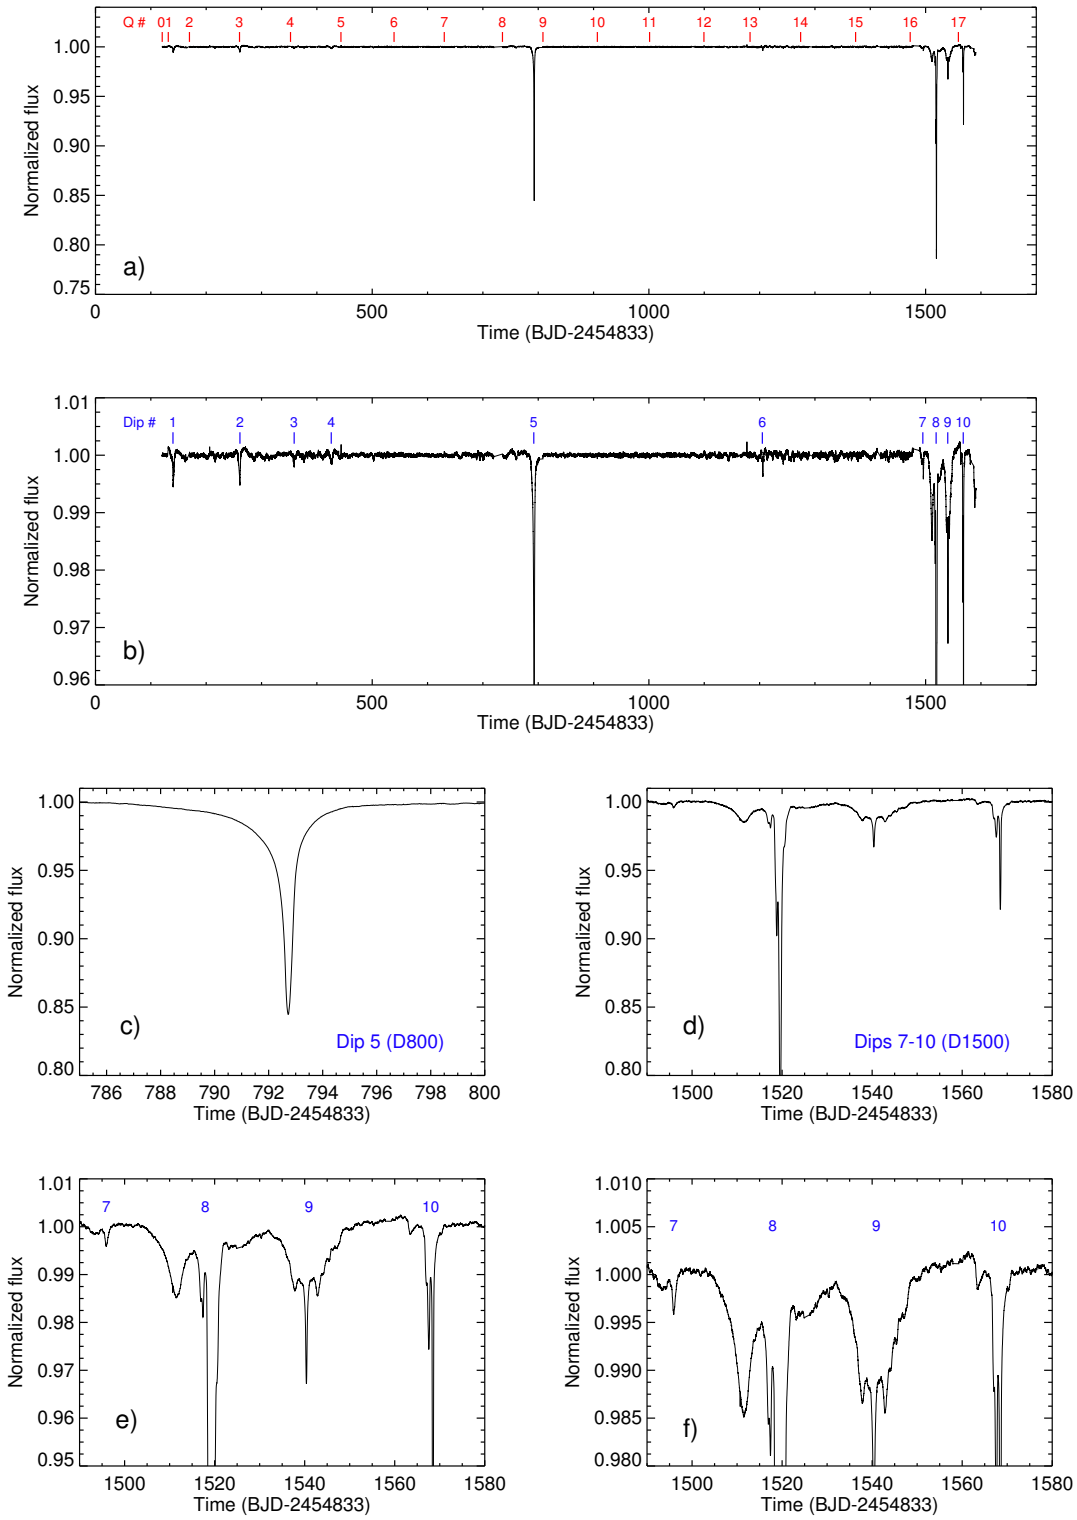 Q # 0 1 2 3 4 5 6 7 8 9 10 11 12 13 14 15 16 17
1.00
0.95
0.90
0.85
0.80
0.75
Normalized flux
a)
0 500 1000 1500
Time (BJD-2454833)
Dip # 1 2 3 4 5 6 7 8 9 10
1.01
1.00
0.99
0.98
0.97
0.96
Normalized flux
b)
0 500 1000 1500
Time (BJD-2454833)
1.00
0.95
0.90
0.85
0.80
Normalized flux
c)
Dip 5 (D800)
786 788 790 792 794 796 798 800
Time (BJD-2454833)
1.00
0.95
0.90
0.85
0.80
Normalized flux
d)
Dips 7-10 (D1500)
1500 1520 1540 1560 1580
Time (BJD-2454833)
7 8 9 10
1.01
1.00
0.99
0.98
0.97
0.96
0.95
Normalized flux
e)
1500 1520 1540 1560 1580
Time (BJD-2454833)
7 8 9 10
1.010
1.005
1.000
0.995
0.990
0.985
0.980
Normalized flux
f)
1500 1520 1540 1560 1580
Time (BJD-2454833)